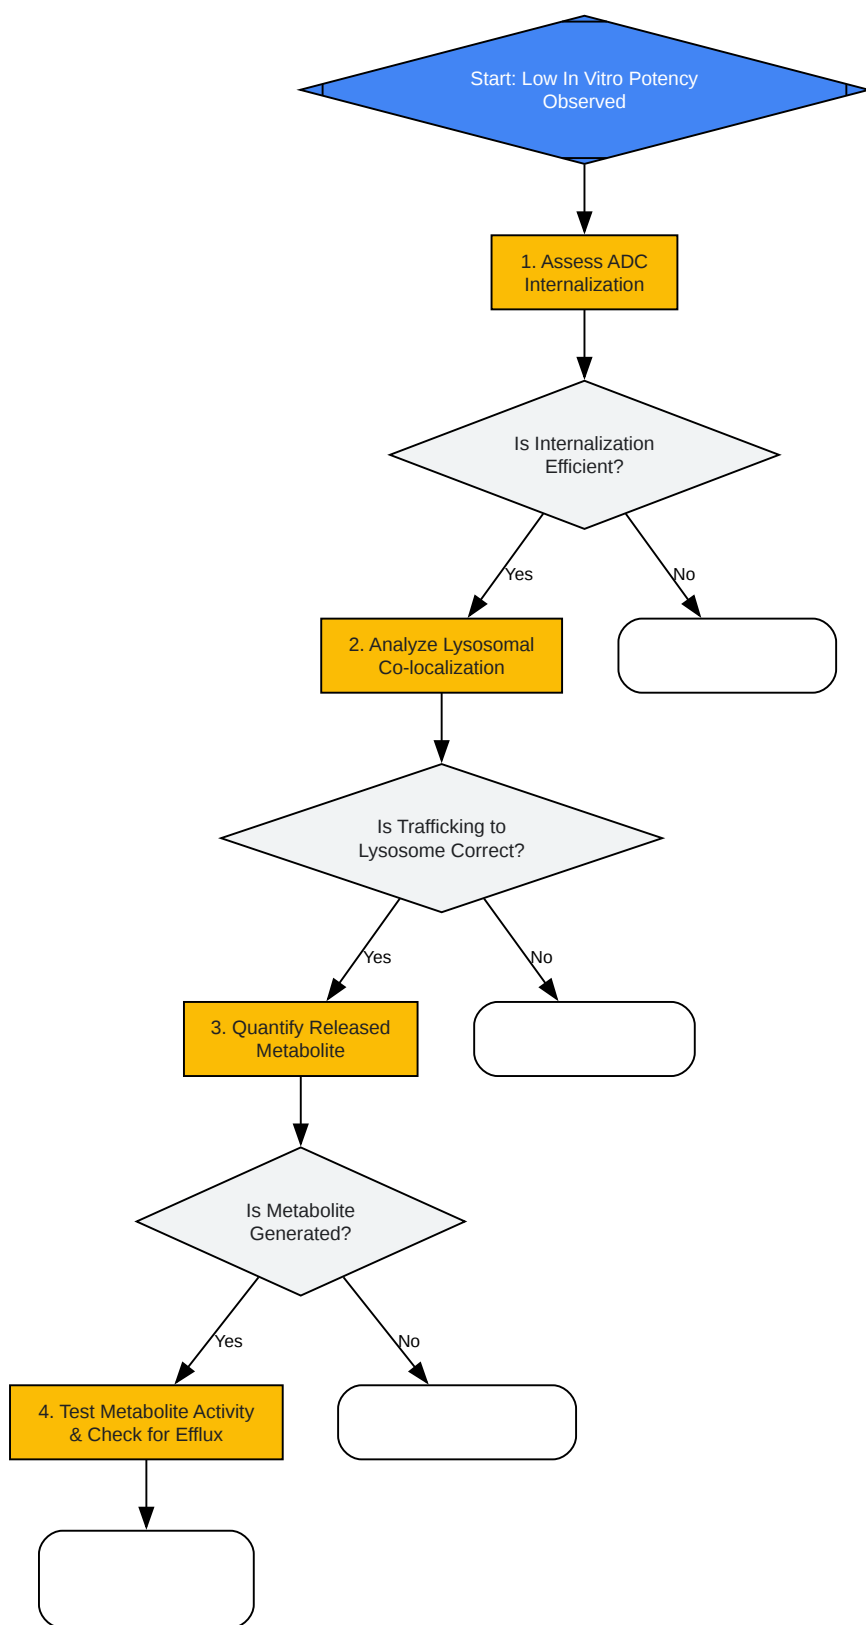 Start: Low In Vitro Potency
Observed
1. Assess ADC
Internalization
Is Internalization
Efficient?
Yes
No
2. Analyze Lysosomal
Co-localization
Is Trafficking to
Lysosome Correct?
Yes
No
3. Quantify Released
Metabolite
Is Metabolite
Generated?
Yes
No
4. Test Metabolite Activity
& Check for Efflux